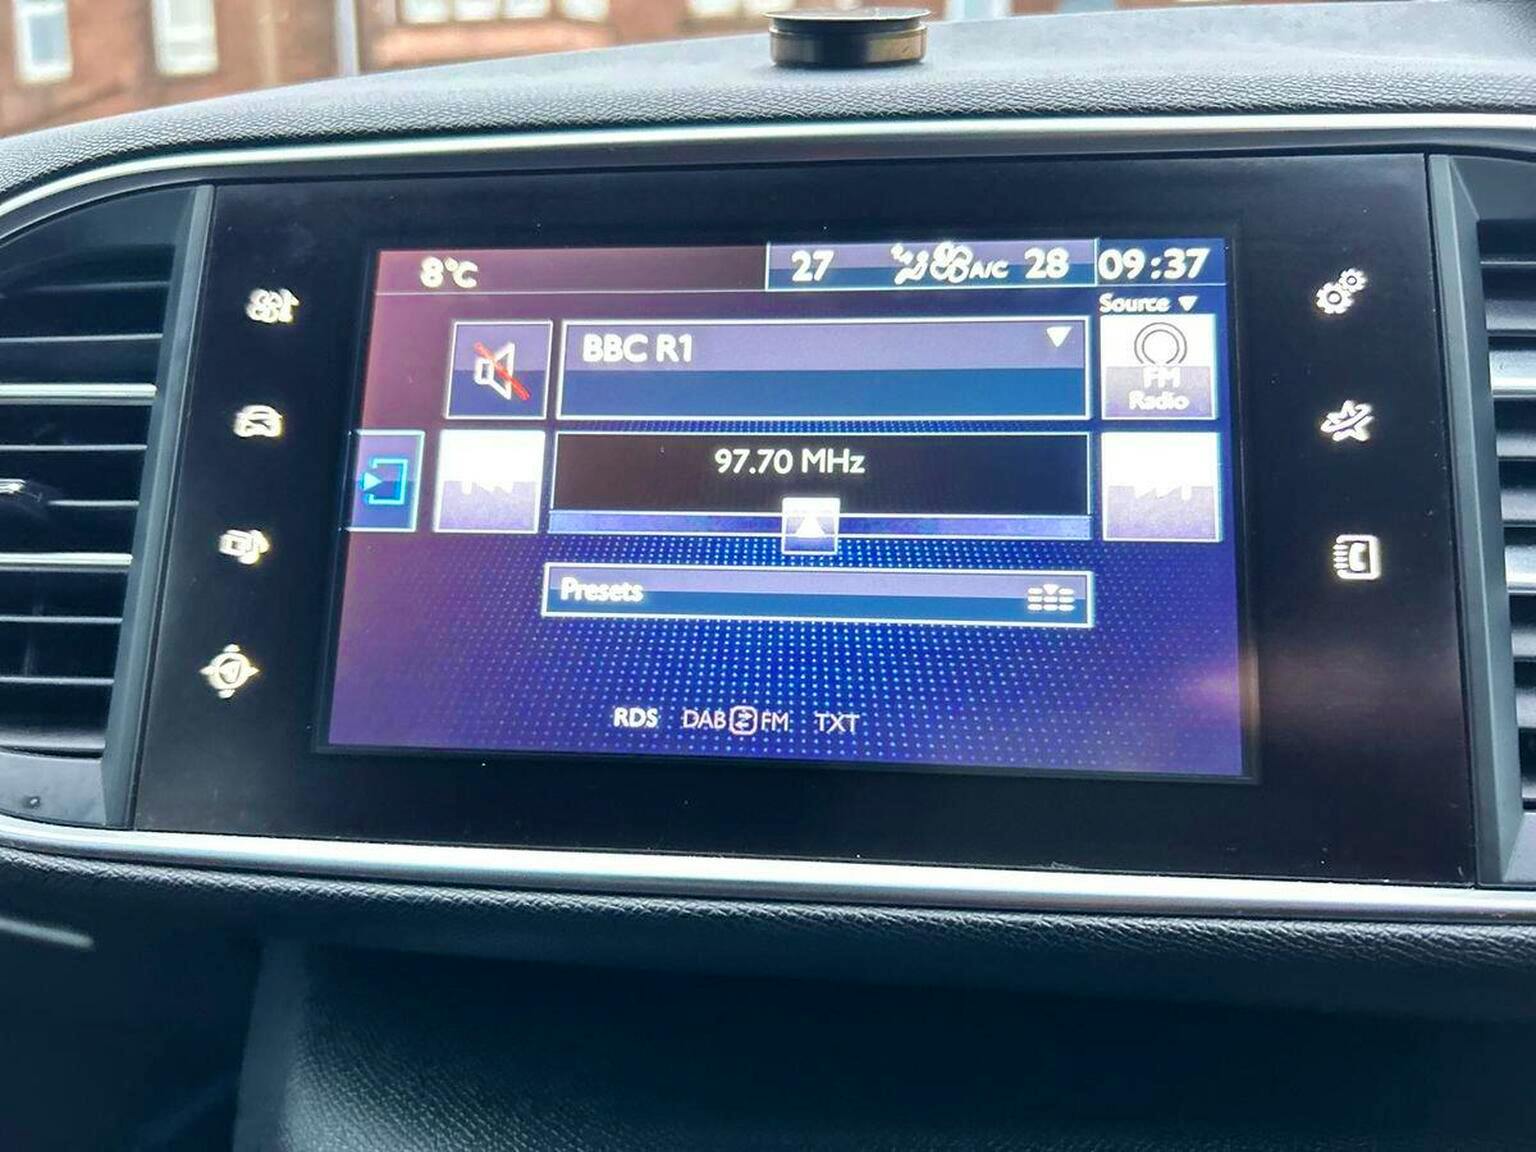 8°C
27 A/C 28 09:37
Source
BBC R1
FM
Radio
97.70 MHz
Presets
RDS DAB FM TXT